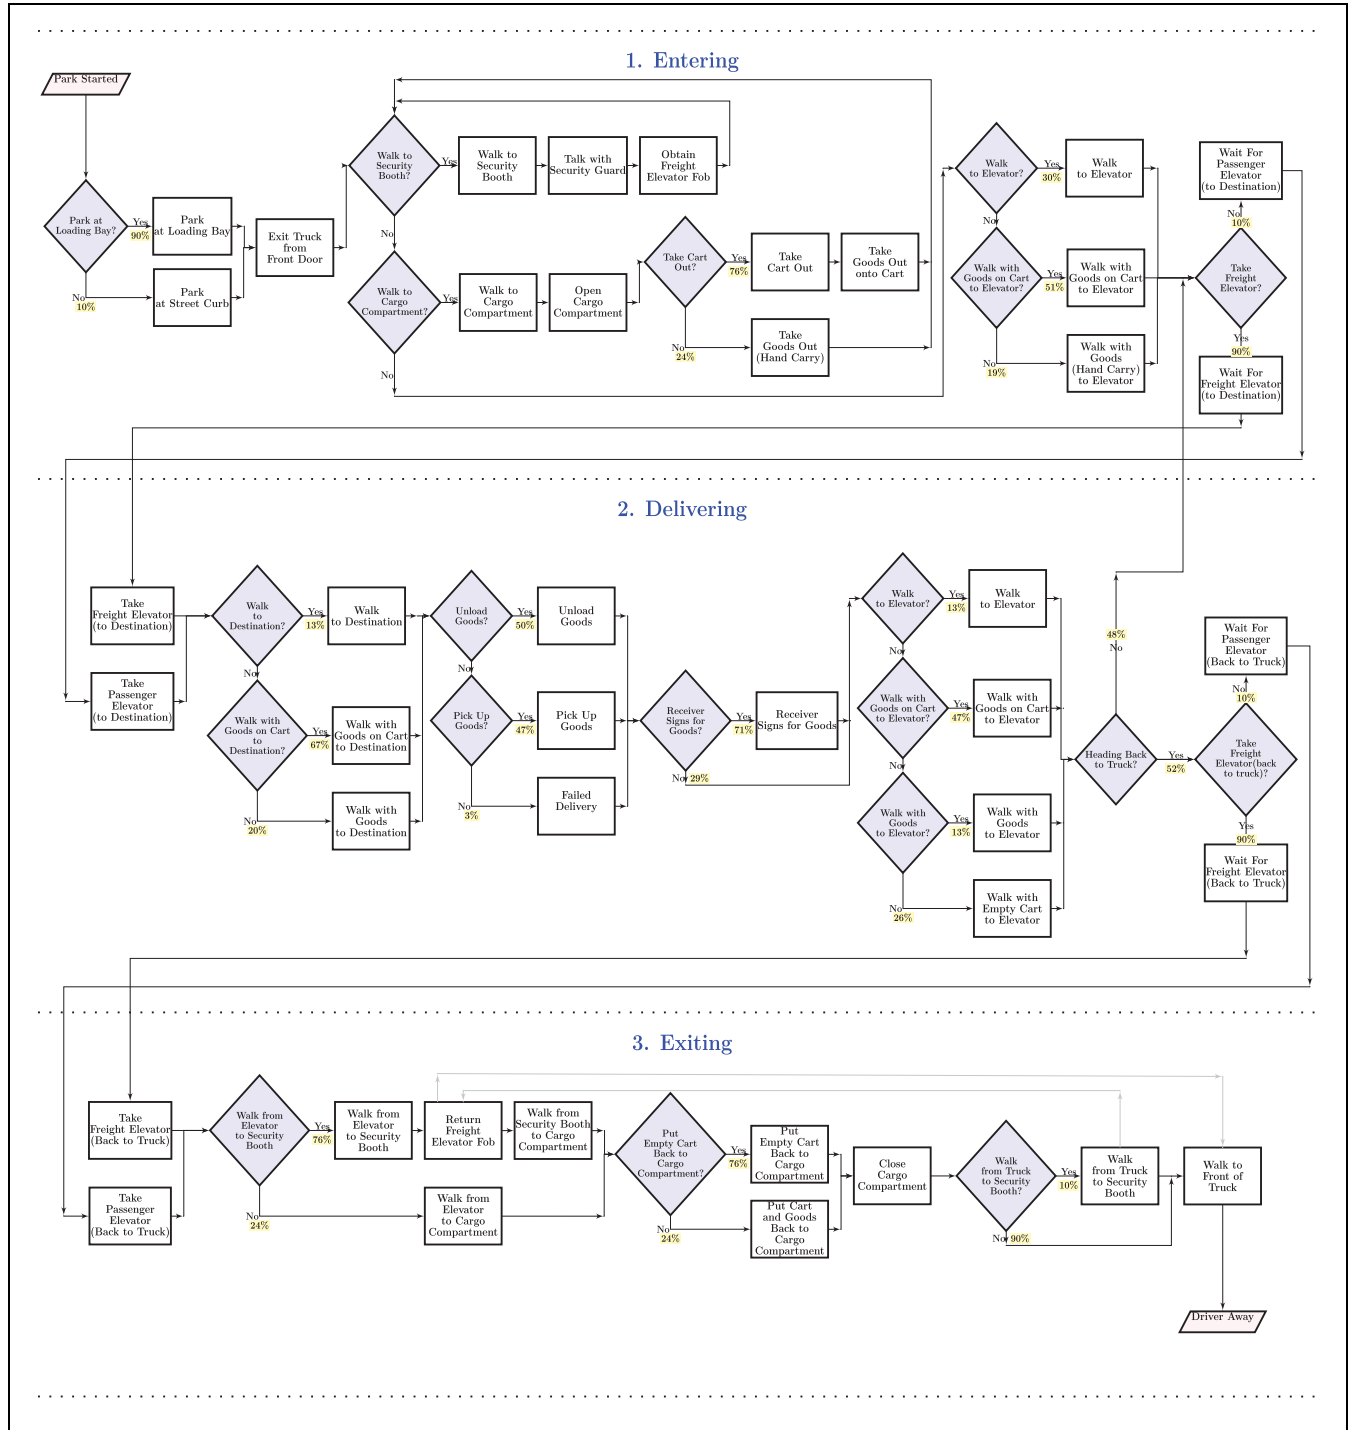 1. Entering
Park Started
Park at
Loading Bay?
Yes
90%
No
10%
Park
at Loading Bay
Park
at Street Curb
Exit Truck
from
Front Door
Walk to
Security
Booth?
Yes
No
Walk to
Security
Booth
Talk with
Security Guard
Obtain
Freight
Elevator Fob
Walk to
Cargo
Compartment?
Yes
No
Walk to
Cargo
Compartment
Open
Cargo
Compartment
Take Cart
Out?
Yes
76%
No
24%
Take
Cart Out
Take
Goods Out
onto Cart
Take
Goods Out
(Hand Carry)
Walk
to Elevator?
Yes
30%
No
Walk
to Elevator
Walk with
Goods on Cart
to Elevator?
Yes
51%
No
19%
Walk with
Goods on Cart
to Elevator
Walk with
Goods
(Hand Carry)
to Elevator
Wait For
Passenger
Elevator
(to Destination)
No
10%
Take
Freight
Elevator?
Yes
90%
Wait For
Freight Elevator
(to Destination)
2. Delivering
Take
Freight Elevator
(to Destination)
Take
Passenger
Elevator
(to Destination)
Walk
to
Destination?
Yes
13%
No
Walk
to Destination
Walk with
Goods on Cart
to
Destination?
Yes
67%
No
20%
Walk with
Goods on Cart
to Destination
Walk with
Goods
to Destination
Unload
Goods?
Yes
50%
No
Unload
Goods
Pick Up
Goods?
Yes
47%
No
3%
Pick Up
Goods
Failed
Delivery
Receiver
Signs for
Goods?
Yes
71%
No
29%
Receiver
Signs for Goods
Walk
to Elevator?
Yes
13%
No
Walk
to Elevator
Walk with
Goods on Cart
to Elevator?
Yes
47%
No
Walk with
Goods on Cart
to Elevator
Walk with
Goods
to Elevator?
Yes
13%
No
26%
Walk with
Goods
to Elevator
Walk with
Empty Cart
to Elevator
48%
No
Heading Back
to Truck?
Yes
52%
Wait For
Passenger
Elevator
(Back to Truck)
No
10%
Take
Freight
Elevator(back
to truck)?
Yes
90%
Wait For
Freight Elevator
(Back to Truck)
3. Exiting
Take
Freight Elevator
(Back to Truck)
Take
Passenger
Elevator
(Back to Truck)
Walk from
Elevator
to Security
Booth
Yes
76%
No
24%
Walk from
Elevator
to Security
Booth
Return
Freight
Elevator Fob
Walk from
Security Booth
to Cargo
Compartment
Walk from
Elevator
to Cargo
Compartment
Put
Empty Cart
Back to
Cargo
Compartment?
Yes
76%
No
24%
Put
Empty Cart
Back to
Cargo
Compartment
Put Cart
and Goods
Back to
Cargo
Compartment
Close
Cargo
Compartment
Walk
from Truck
to Security
Booth?
Yes
10%
No
90%
Walk
from Truck
to Security
Booth
Walk to
Front of
Truck
Driver Away